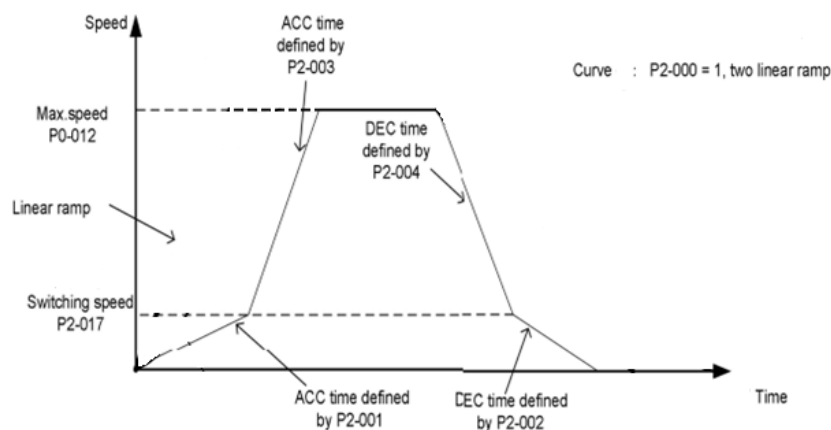 Speed
ACC time
defined by
P2-003
Curve : P2-000 = 1, two linear ramp
Max.speed
P0-012
DEC time
defined by
P2-004
Linear ramp
Switching speed
P2-017
ACC time defined
by P2-001
DEC time defined
by P2-002
Time